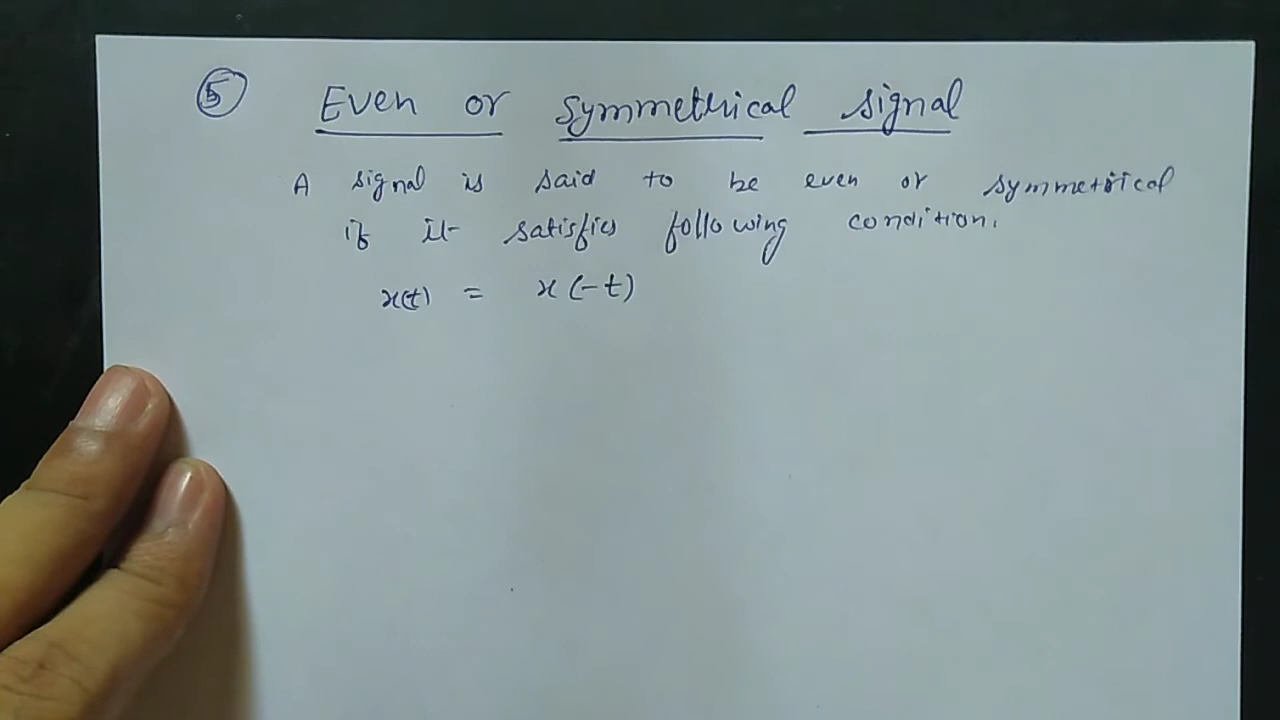 5 Even or symmetrical signal
A signal is said to be even or symmetrical
if it satisfies following condition.
x(t) = x(-t)